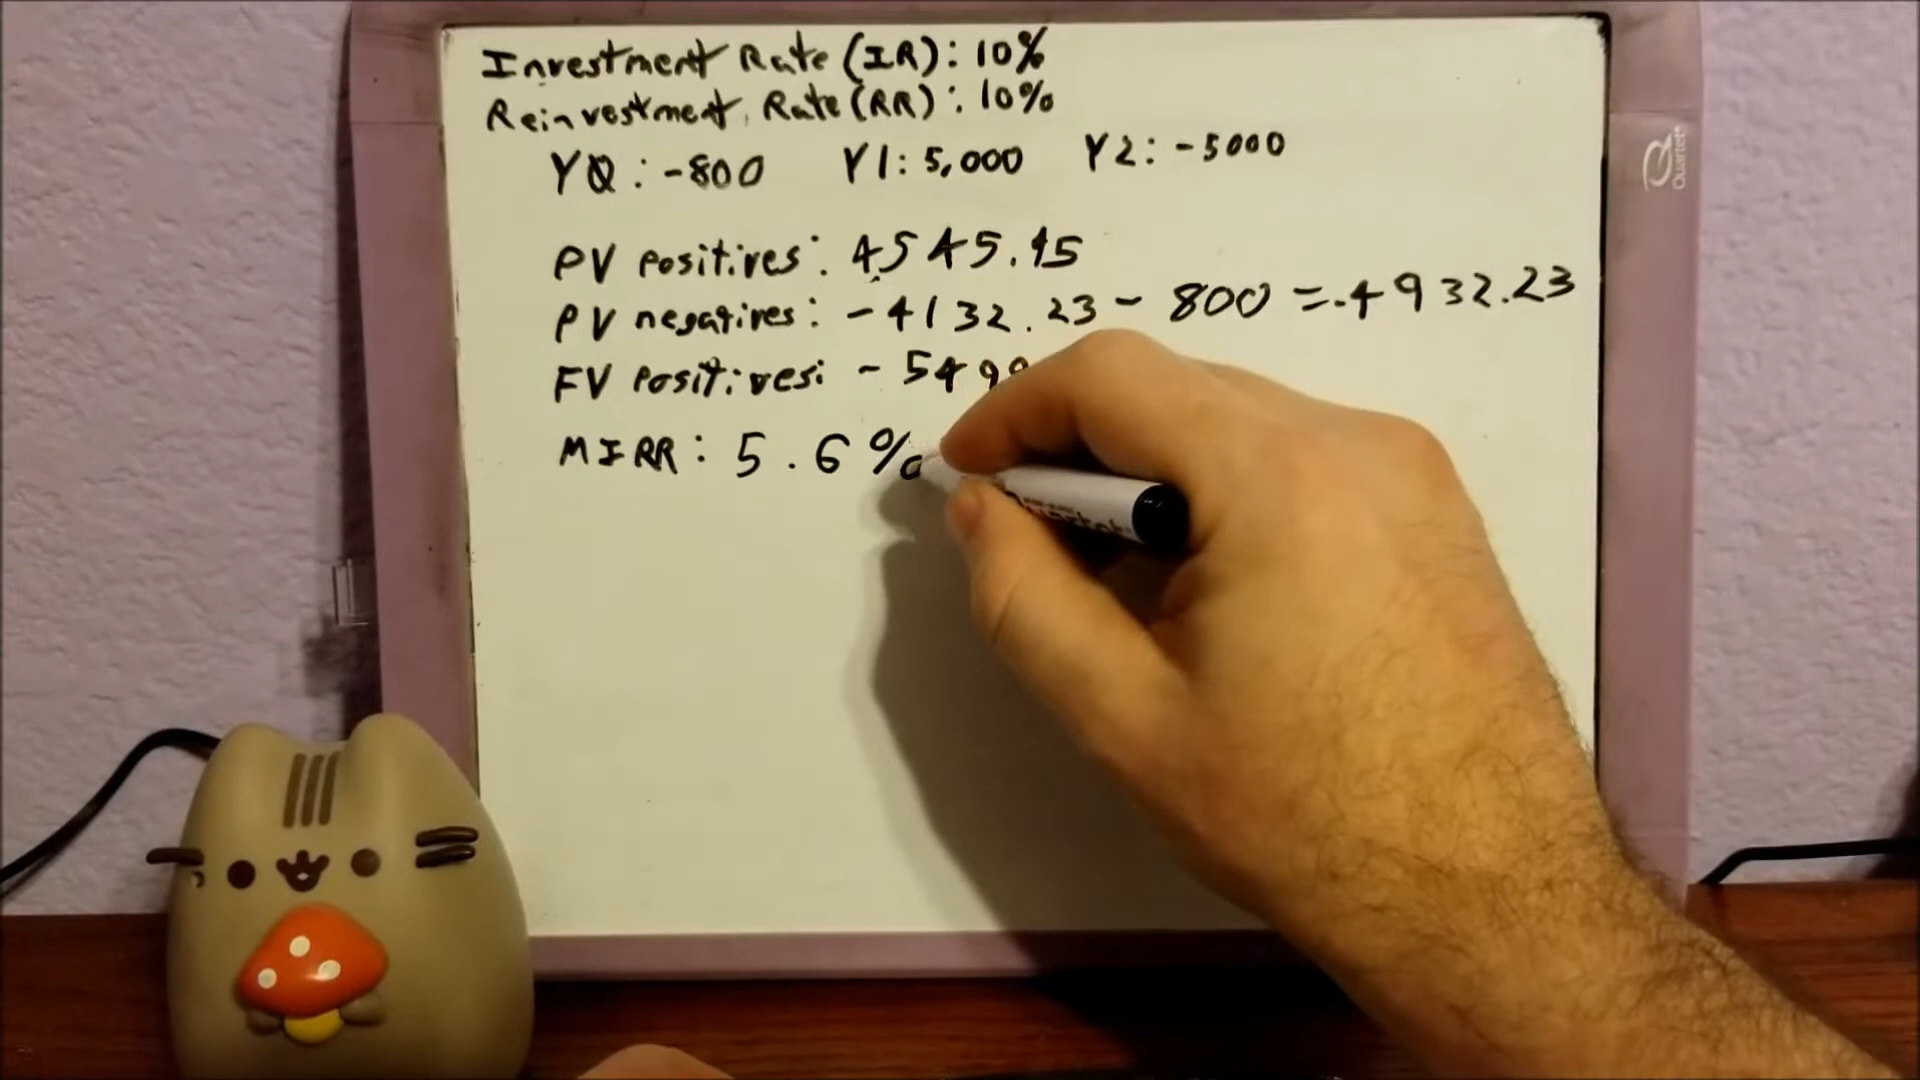 Investment Rate (IR): 10%
Reinvestment Rate (RR): 10%
Y0: -800 Y1: 5,000 Y2: -5000
PV positives: 4545.45
PV negatives: -4132.23 - 800 = -4932.23
FV Positives: - 549
MIRR: 5.6%
Quartet